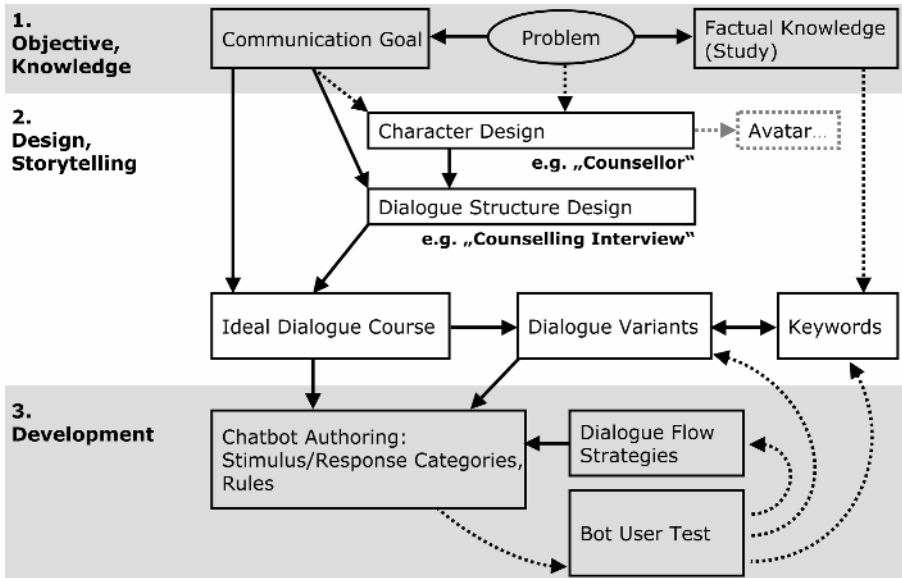 1.
Objective,
Knowledge
Communication Goal
Problem
Factual Knowledge
(Study)
2.
Design,
Storytelling
Character Design
Avatar...
e.g. „Counsellor“
Dialogue Structure Design
e.g. „Counselling Interview“
Ideal Dialogue Course
Dialogue Variants
Keywords
3.
Development
Chatbot Authoring:
Stimulus/Response Categories,
Rules
Dialogue Flow
Strategies
Bot User Test